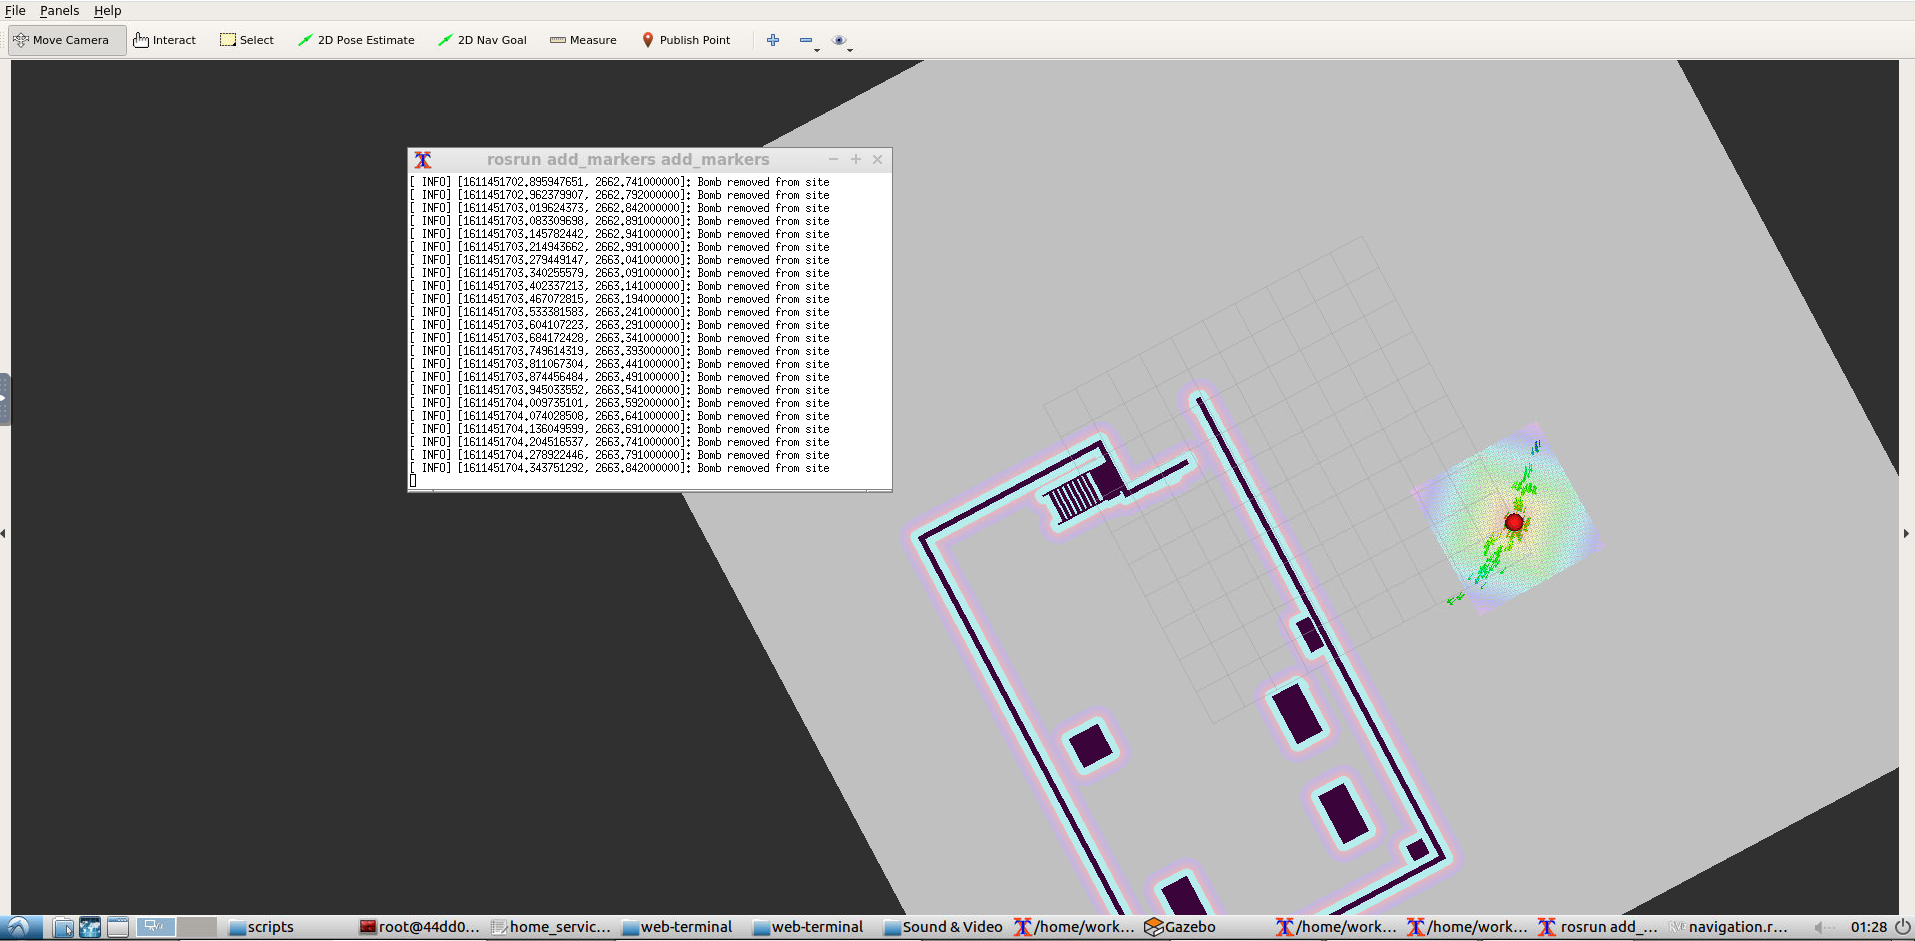 File Panels Help
Move Camera Interact Select 2D Pose Estimate 2D Nav Goal Measure Publish Point
rosrun add_markers add_markers
[ INFO] [1611451702.895947651, 2662.741000000]: Bomb removed from site
[ INFO] [1611451702.962379907, 2662.792000000]: Bomb removed from site
[ INFO] [1611451703.019624373, 2662.842000000]: Bomb removed from site
[ INFO] [1611451703.083309698, 2662.891000000]: Bomb removed from site
[ INFO] [1611451703.145782442, 2662.941000000]: Bomb removed from site
[ INFO] [1611451703.214943662, 2662.991000000]: Bomb removed from site
[ INFO] [1611451703.279449147, 2663.041000000]: Bomb removed from site
[ INFO] [1611451703.340255579, 2663.091000000]: Bomb removed from site
[ INFO] [1611451703.402337213, 2663.141000000]: Bomb removed from site
[ INFO] [1611451703.467072815, 2663.194000000]: Bomb removed from site
[ INFO] [1611451703.533381583, 2663.241000000]: Bomb removed from site
[ INFO] [1611451703.604107223, 2663.291000000]: Bomb removed from site
[ INFO] [1611451703.684172428, 2663.341000000]: Bomb removed from site
[ INFO] [1611451703.749614319, 2663.393000000]: Bomb removed from site
[ INFO] [1611451703.811067304, 2663.441000000]: Bomb removed from site
[ INFO] [1611451703.874456484, 2663.491000000]: Bomb removed from site
[ INFO] [1611451703.945033552, 2663.541000000]: Bomb removed from site
[ INFO] [1611451704.009735101, 2663.592000000]: Bomb removed from site
[ INFO] [1611451704.074028508, 2663.641000000]: Bomb removed from site
[ INFO] [1611451704.136049599, 2663.691000000]: Bomb removed from site
[ INFO] [1611451704.204516537, 2663.741000000]: Bomb removed from site
[ INFO] [1611451704.278922446, 2663.791000000]: Bomb removed from site
[ INFO] [1611451704.343751292, 2663.842000000]: Bomb removed from site
scripts root@44dd0... home_servic... web-terminal web-terminal Sound & Video /home/work... Gazebo /home/work... /home/work... rosrun add_... navigation.r... 01:28